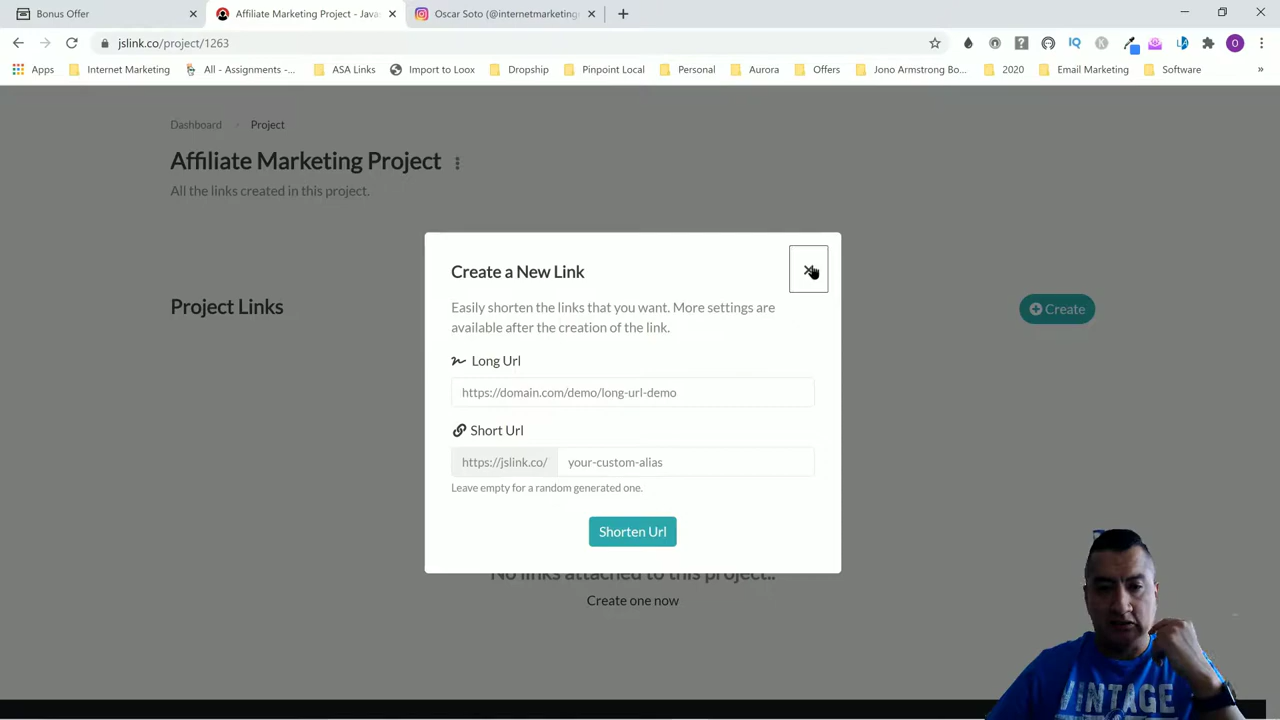 Bonus Offer
Affiliate Marketing Project - Java
Oscar Soto (@internetmarketing
jslink.co/project/1263
IQ
LA
O
Apps
Internet Marketing
All - Assignments -...
ASA Links
Import to Loox
Dropship
Pinpoint Local
Personal
Aurora
Offers
Jono Armstrong Bo...
2020
Email Marketing
Software
»
Dashboard
Project
Affiliate Marketing Project
All the links created in this project.
Project Links
Create
Create a New Link
Easily shorten the links that you want. More settings are
available after the creation of the link.
Long Url
https://domain.com/demo/long-url-demo
Short Url
https://jslink.co/
your-custom-alias
Leave empty for a random generated one.
Shorten Url
No links attached to this project..
Create one now
VINTAGE